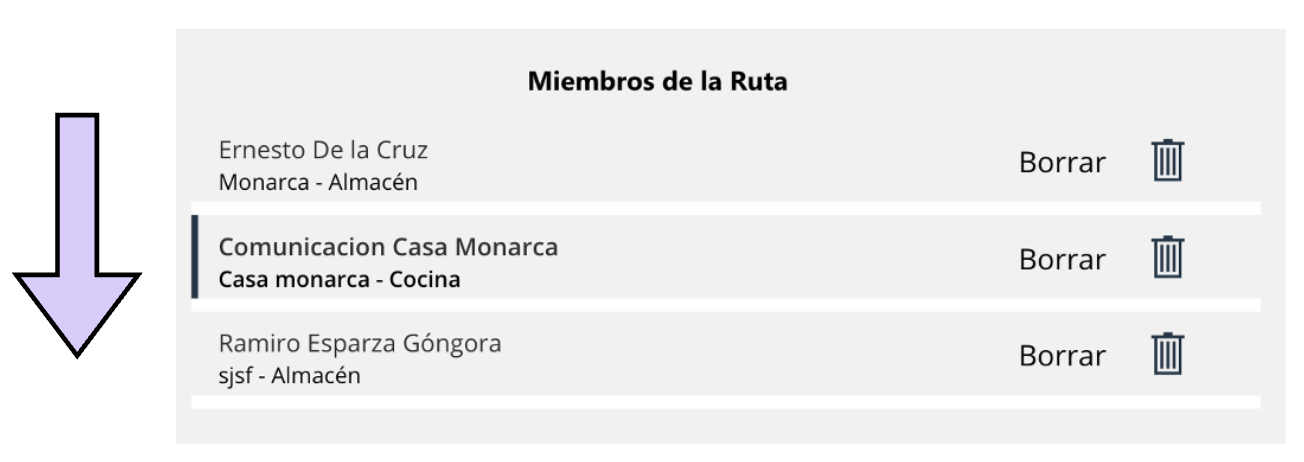 Miembros de la Ruta
Ernesto De la Cruz
Monarca - Almacén
Borrar
Comunicacion Casa Monarca
Casa monarca - Cocina
Borrar
Ramiro Esparza Góngora
sjsf - Almacén
Borrar